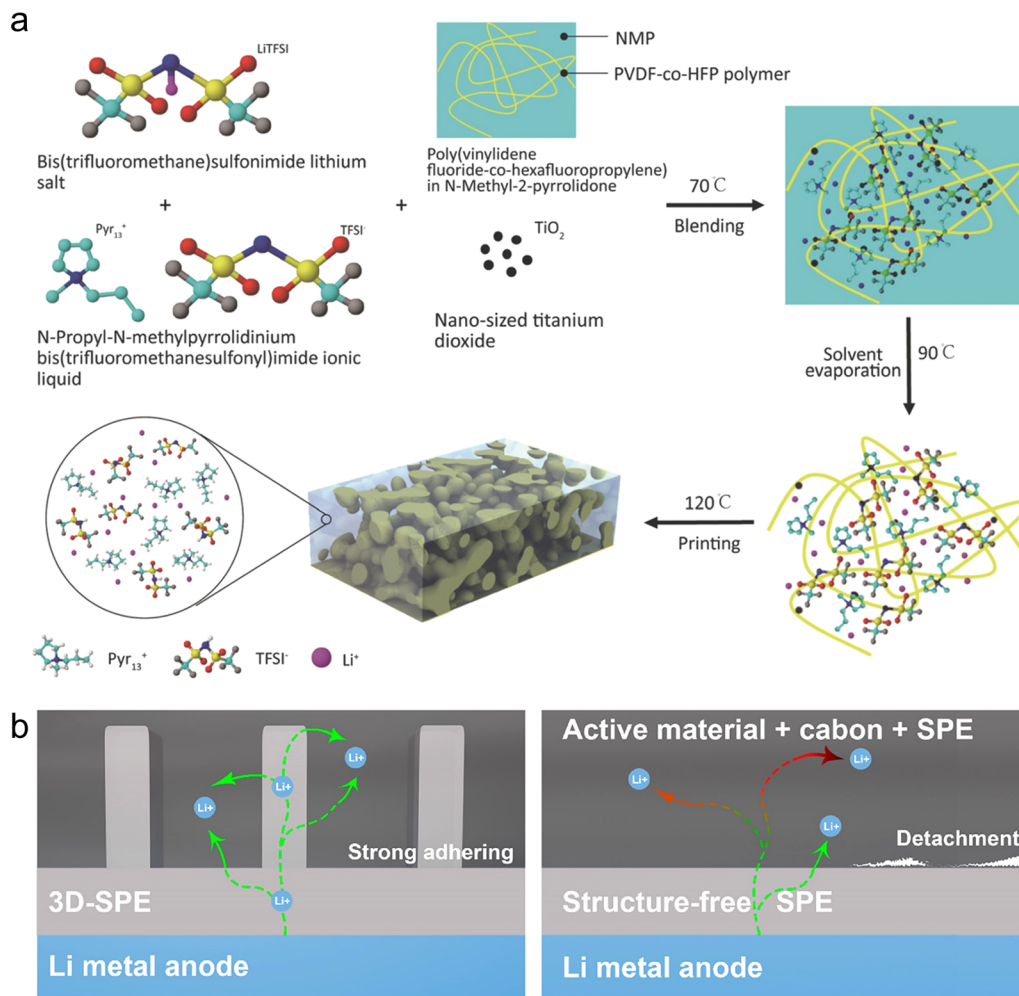 a
LiTFSI
Bis(trifluoromethane)sulfonimide lithium
salt
+
Pyr₁₃⁺
TFSI⁻
N-Propyl-N-methylpyrrolidinium
bis(trifluoromethanesulfonyl)imide ionic
liquid
+
NMP
PVDF-co-HFP polymer
Poly(vinylidene
fluoride-co-hexafluoropropylene)
in N-Methyl-2-pyrrolidone
TiO₂
Nano-sized titanium
dioxide
70℃
Blending
Solvent
evaporation
90℃
120℃
Printing
Pyr₁₃⁺
TFSI⁻
Li⁺
b
Li+
Li+
Li+
Strong adhering
Li+
3D-SPE
Li metal anode
Active material + cabon + SPE
Li+
Li+
Li+
Detachment
Structure-free SPE
Li metal anode